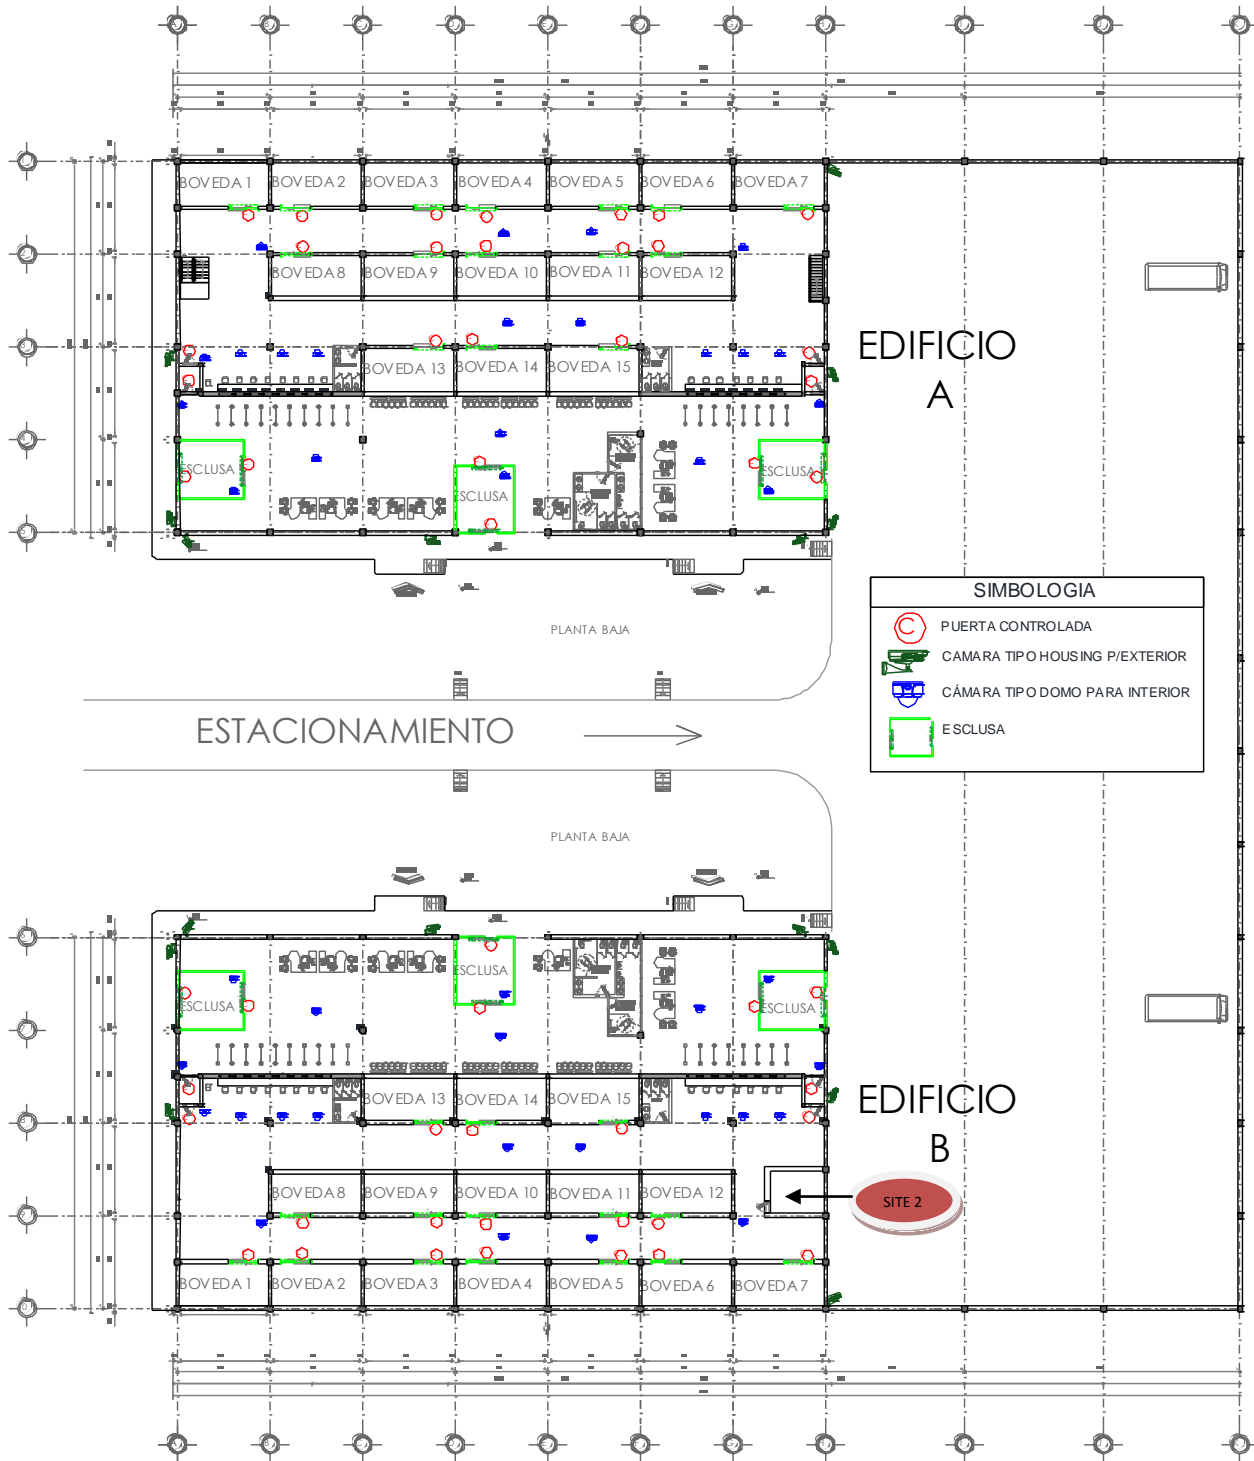 BOVEDA 1
BOVEDA 2
BOVEDA 3
BOVEDA 4
BOVEDA 5
BOVEDA 6
BOVEDA 7
BOVEDA 8
BOVEDA 9
BOVEDA 10
BOVEDA 11
BOVEDA 12
BOVEDA 13
BOVEDA 14
BOVEDA 15
EDIFICIO
A
ESCLUSA
ESCLUSA
ESCLUSA
SIMBOLOGIA
C PUERTA CONTROLADA
CAMARA TIPO HOUSING P/EXTERIOR
CÁMARA TIPO DOMO PARA INTERIOR
ESCLUSA
PLANTA BAJA
ESTACIONAMIENTO
PLANTA BAJA
ESCLUSA
ESCLUSA
ESCLUSA
EDIFICIO
B
BOVEDA 13
BOVEDA 14
BOVEDA 15
BOVEDA 8
BOVEDA 9
BOVEDA 10
BOVEDA 11
BOVEDA 12
SITE 2
BOVEDA 1
BOVEDA 2
BOVEDA 3
BOVEDA 4
BOVEDA 5
BOVEDA 6
BOVEDA 7